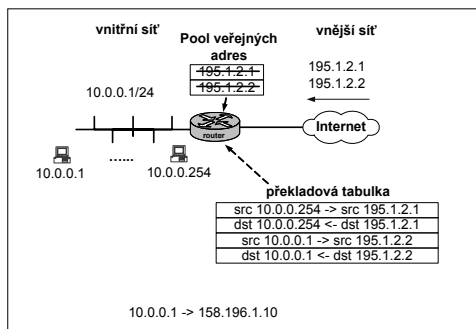 vnitřní síť
Pool veřejných
adres
vnější síť
195.1.2.1
195.1.2.2
195.1.2.1
195.1.2.2
10.0.0.1/24
Internet
router
10.0.0.1
......
10.0.0.254
překladová tabulka
src 10.0.0.254 -> src 195.1.2.1
dst 10.0.0.254 <- dst 195.1.2.1
src 10.0.0.1 -> src 195.1.2.2
dst 10.0.0.1 <- dst 195.1.2.2
10.0.0.1 -> 158.196.1.10